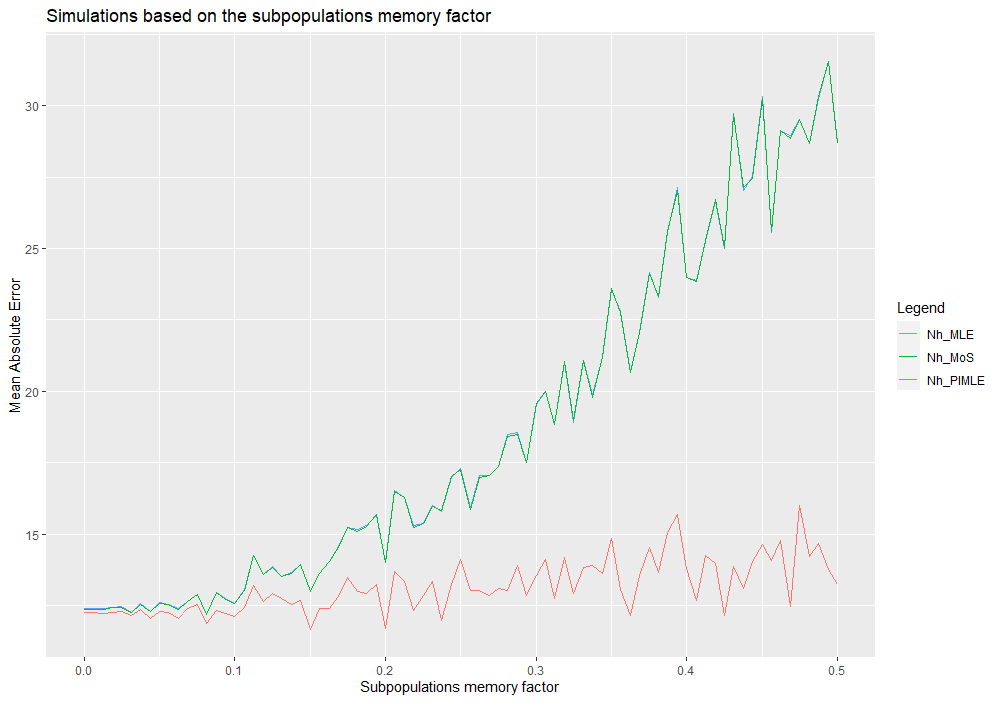 Simulations based on the subpopulations memory factor
Mean Absolute Error
30
25
20
15
0.0
0.1
0.2
0.3
0.4
0.5
Subpopulations memory factor
Legend
Nh_MLE
Nh_MoS
Nh_PIMLE